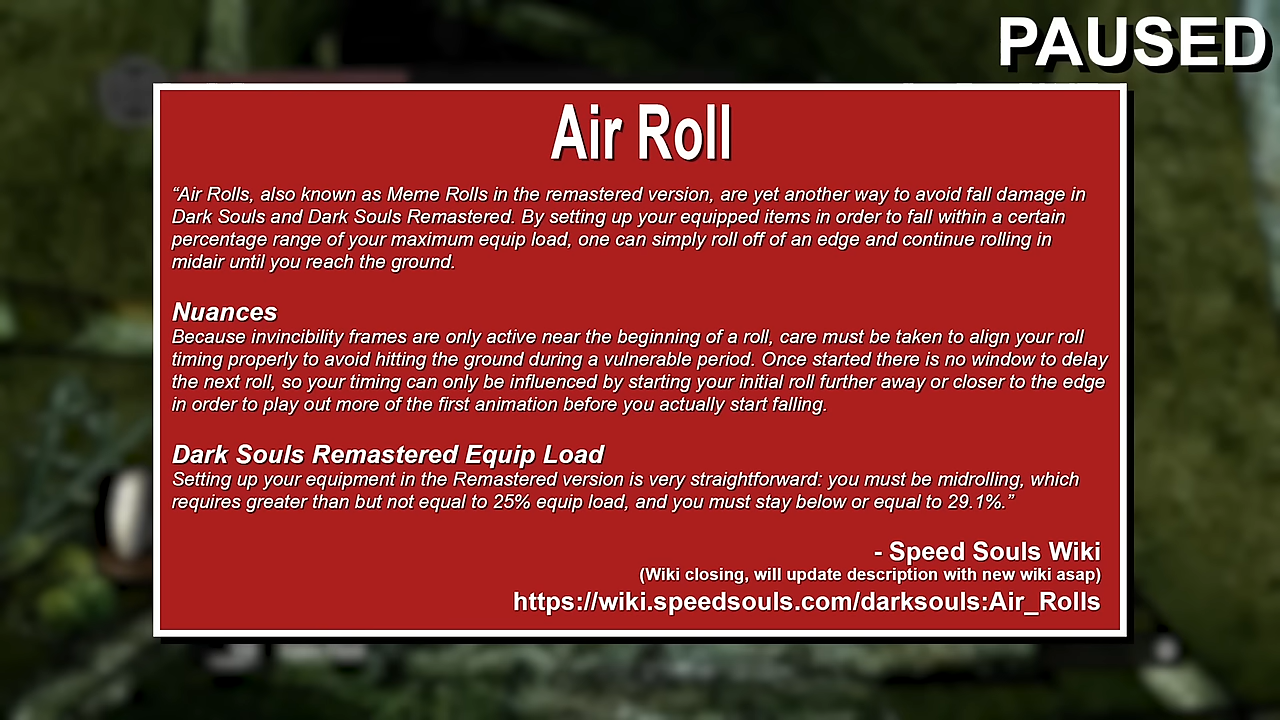 PAUSED
Air Roll
“Air Rolls, also known as Meme Rolls in the remastered version, are yet another way to avoid fall damage in
Dark Souls and Dark Souls Remastered. By setting up your equipped items in order to fall within a certain
percentage range of your maximum equip load, one can simply roll off of an edge and continue rolling in
midair until you reach the ground.
Nuances
Because invincibility frames are only active near the beginning of a roll, care must be taken to align your roll
timing properly to avoid hitting the ground during a vulnerable period. Once started there is no window to delay
the next roll, so your timing can only be influenced by starting your initial roll further away or closer to the edge
in order to play out more of the first animation before you actually start falling.
Dark Souls Remastered Equip Load
Setting up your equipment in the Remastered version is very straightforward: you must be midrolling, which
requires greater than but not equal to 25% equip load, and you must stay below or equal to 29.1%.”
- Speed Souls Wiki
(Wiki closing, will update description with new wiki asap)
https://wiki.speedsouls.com/darksouls:Air_Rolls